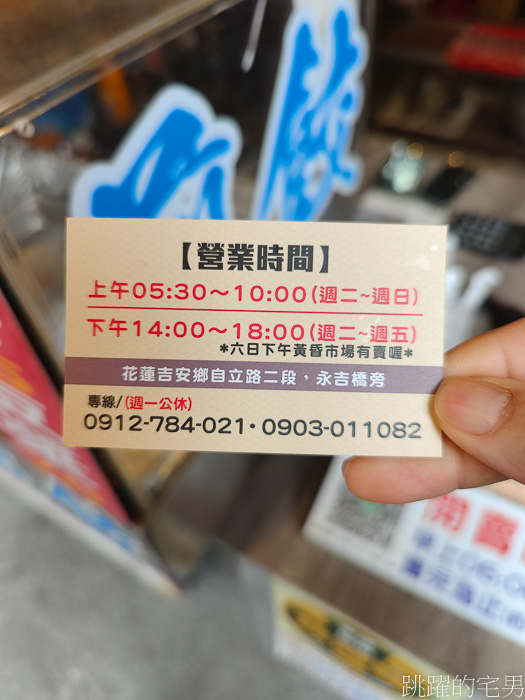 【營業時間】
上午05:30～10:00(週二~週日)
下午14:00～18:00(週二~週五)
*六日下午黃昏市場有賣喔*
花蓮吉安鄉自立路二段，永吉橋旁
專線/(週一公休)
0912-784-021·0903-011082
開賣
跳躍的宅男